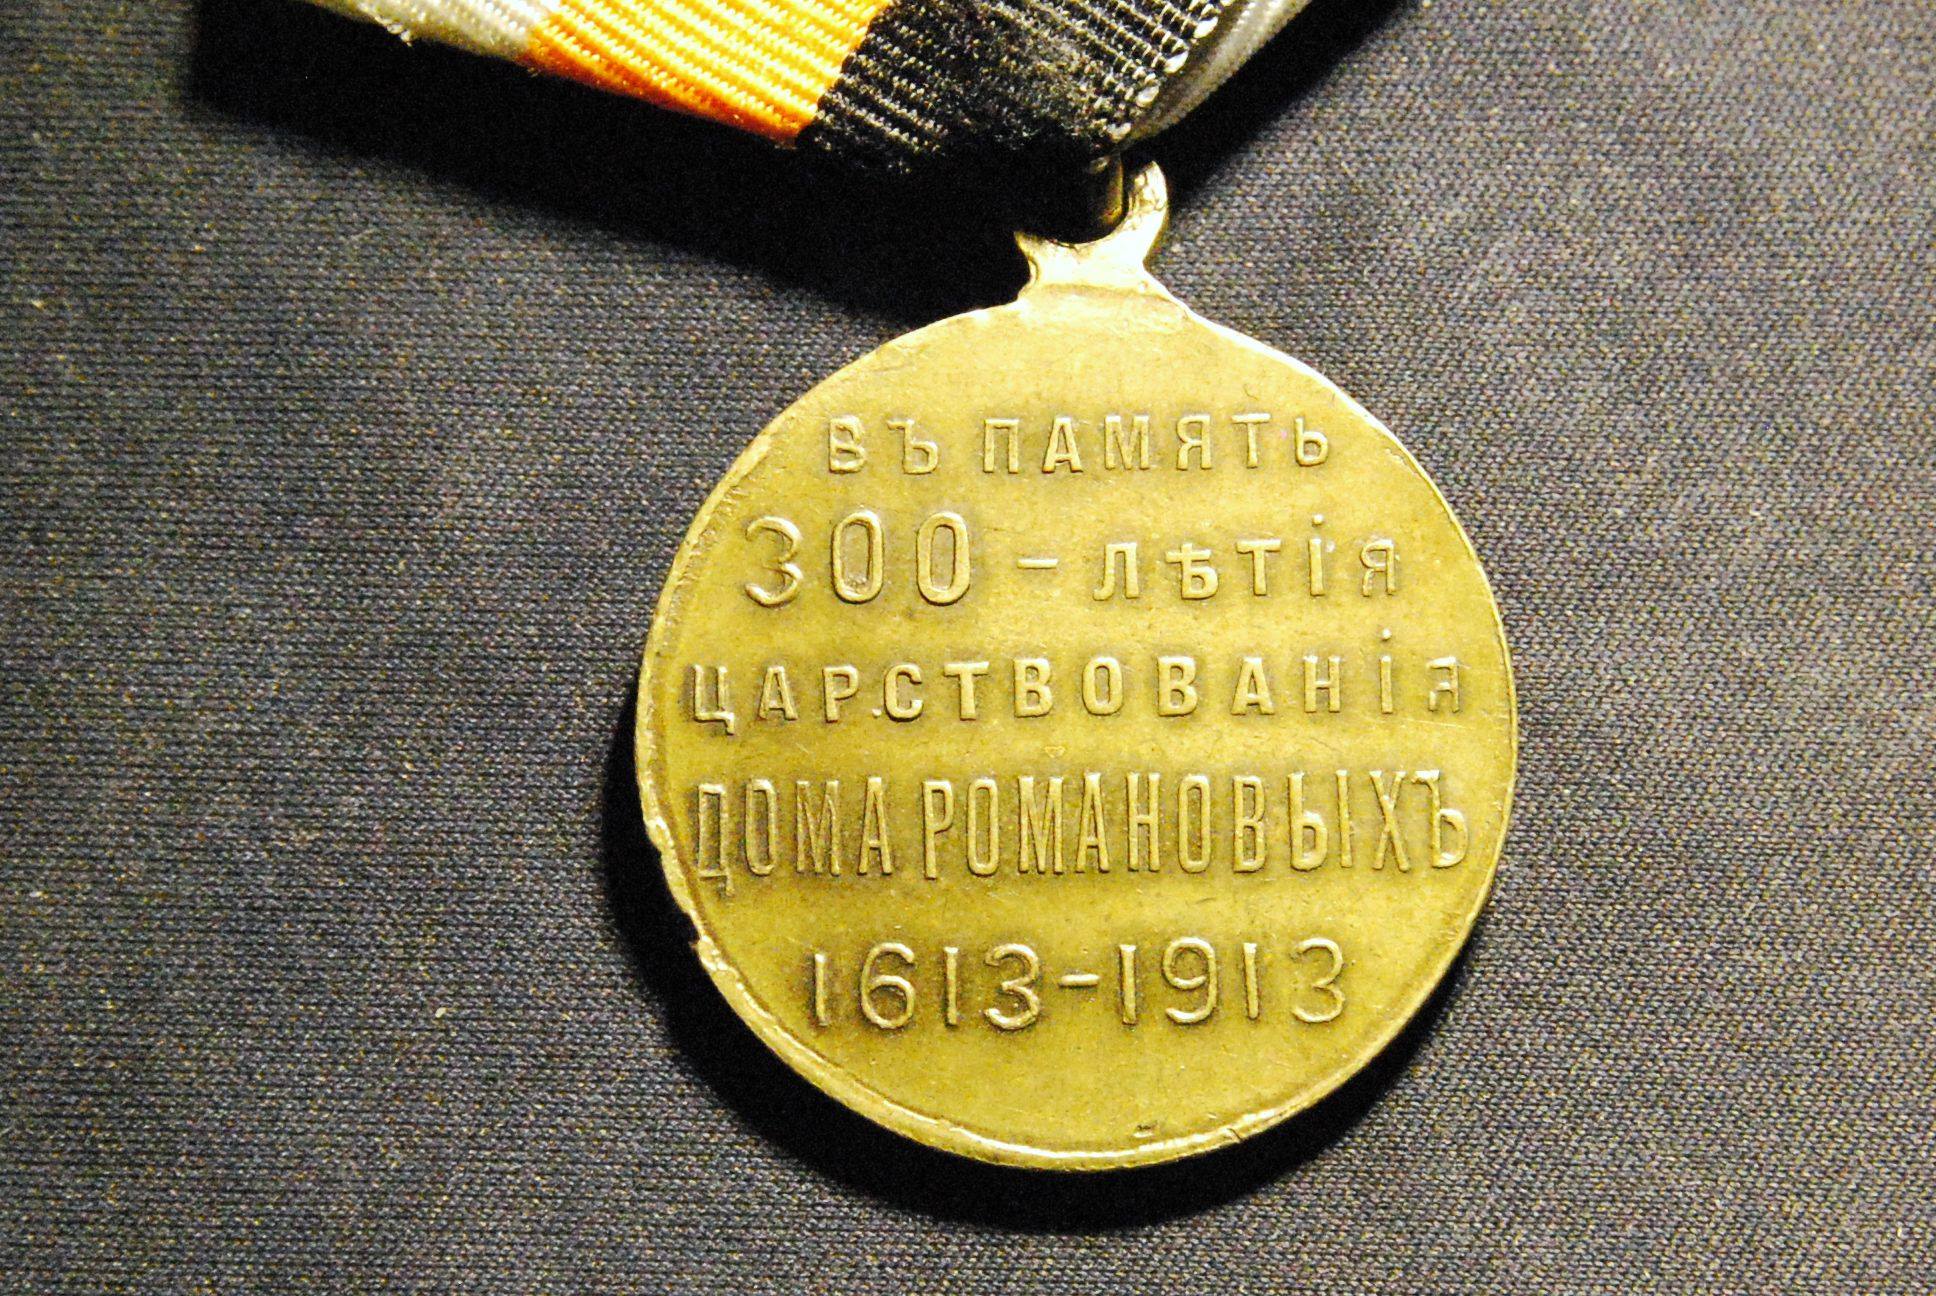 ВЪ ПАМЯТЬ
300-ЛѢТІЯ
ЦАРСТВОВАНІЯ
ДОМА РОМАНОВЫХЪ
1613-1913